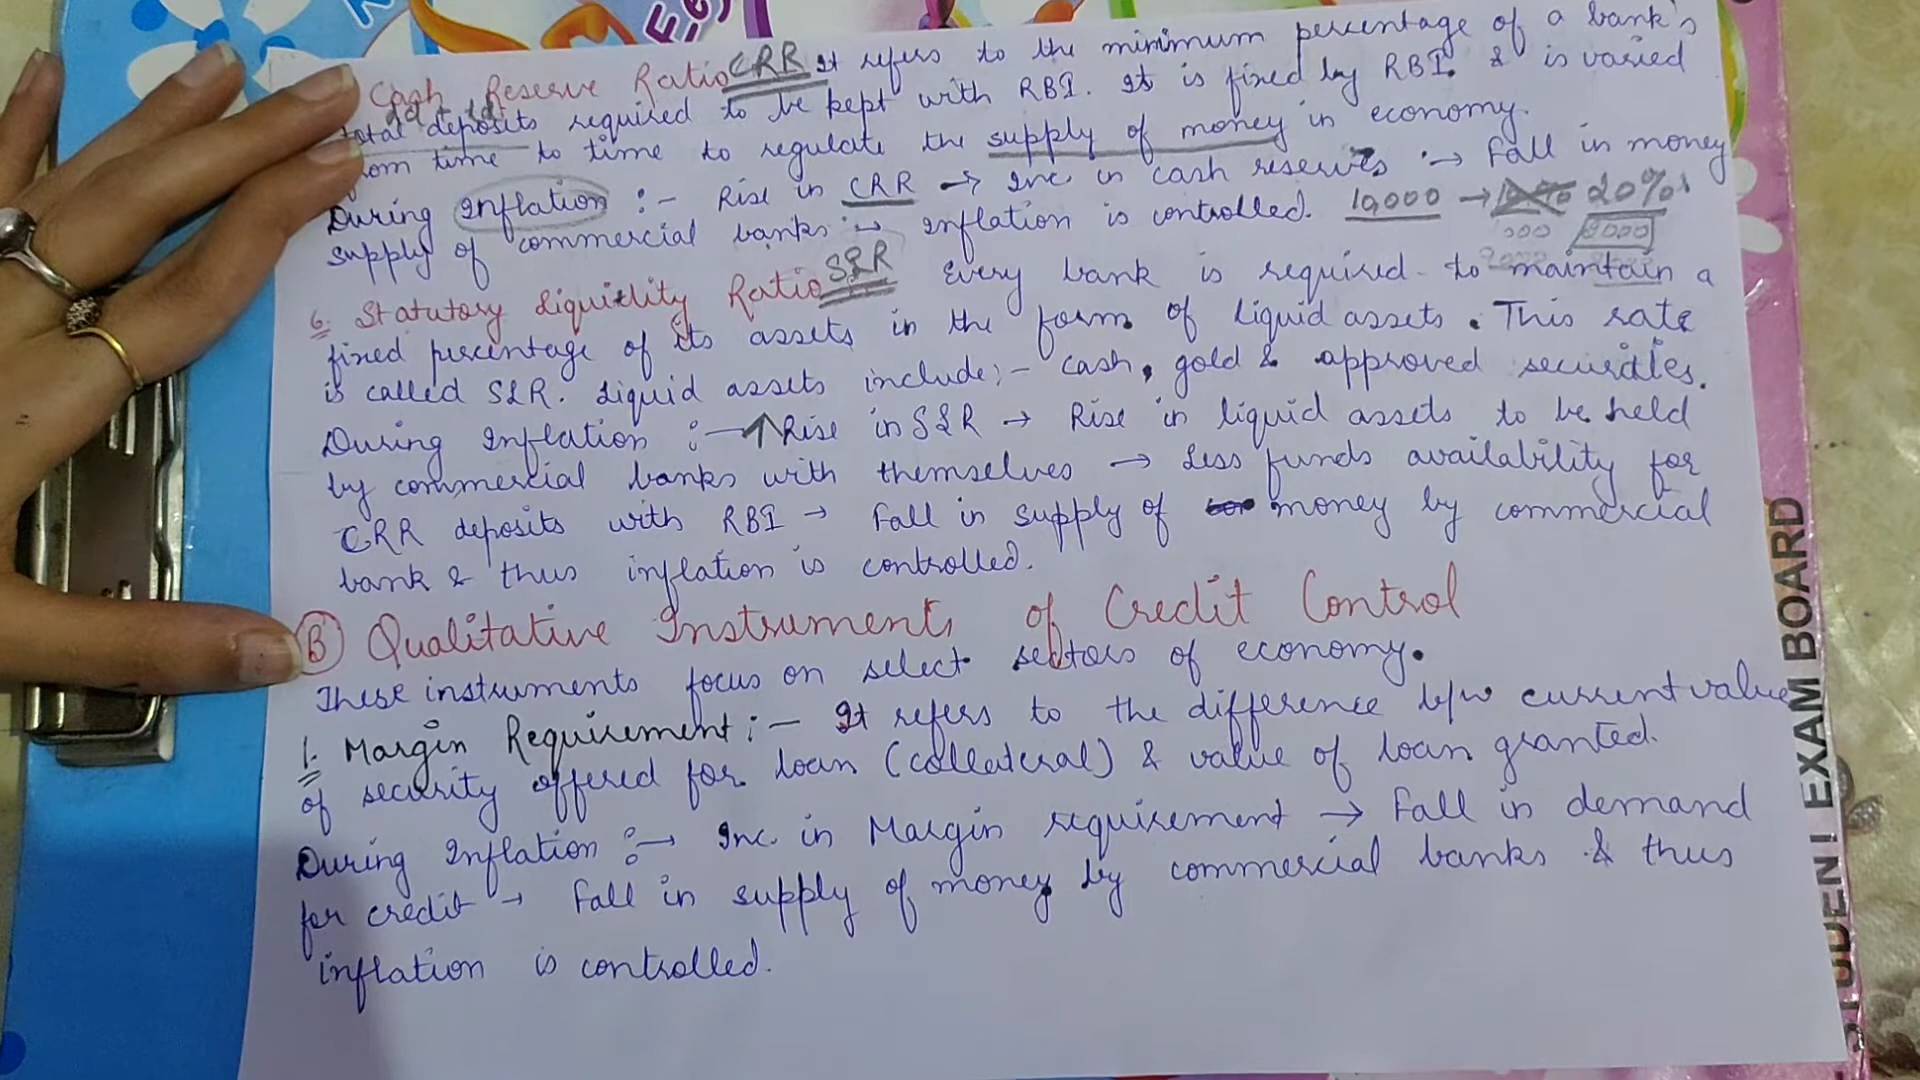 Cash Reserve Ratio CRR It refers to the minimum percentage of a bank's
total deposits required to be kept with RBI. It is fixed by RBI & is varied
from time to time to regulate the supply of money in economy.
During Inflation :- Rise in CRR → Inc in cash reserves → Fall in money
supply of commercial banks → Inflation is controlled. 10,000 → 20%
2000
6. Statutory Liquidity Ratio SLR Every bank is required to maintain a
fixed percentage of its assets in the form of liquid assets. This rate
is called SLR. Liquid assets include:- cash, gold & approved securities.
During Inflation :→ ↑ Rise in SLR → Rise in liquid assets to be held
by commercial banks with themselves → Less funds availability for
CRR deposits with RBI → Fall in supply of money by commercial
bank & thus inflation is controlled.
B Qualitative Instruments of Credit Control
These instruments focus on select sectors of economy.
1. Margin Requirement :- It refers to the difference b/w current value
of security offered for loan (collateral) & value of loan granted.
During Inflation :→ Inc. in Margin requirement → Fall in demand
for credit → Fall in supply of money by commercial banks & thus
inflation is controlled.
STUDENT EXAM BOARD